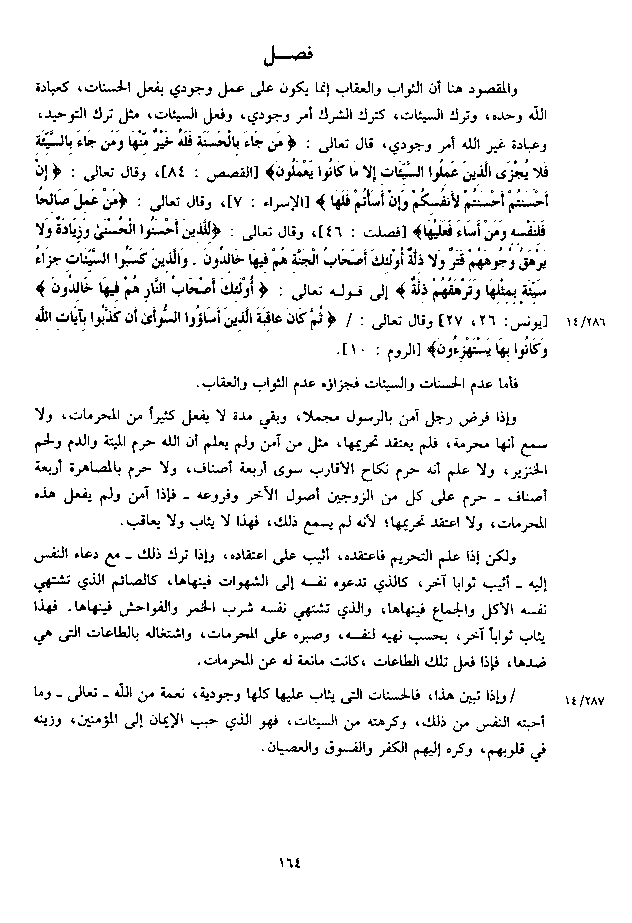 فصـــل
والمقصود هنا أن الثواب والعقاب إنما يكون على عمل وجودي بفعل الحسنات، كعبادة
الله وحده، وترك السيئات، كترك الشرك أمر وجودي، وفعل السيئات، مثل ترك التوحيد،
وعبادة غير الله أمر وجودي، قال تعالى : ﴿ مَن جَاءَ بِالْحَسَنَةِ فَلَهُ خَيْرٌ مِّنْهَا وَمَن جَاءَ بِالسَّيِّئَةِ
فَلا يُجْزَى الَّذِينَ عَمِلُوا السَّيِّئَاتِ إِلا مَا كَانُوا يَعْمَلُونَ﴾ [القصص : ٨٤]، وقال تعالى : ﴿ إِنْ
أَحْسَنتُمْ أَحْسَنتُمْ لأَنفُسِكُمْ وَإِنْ أَسَأْتُمْ فَلَهَا ﴾ [الإسراء : ٧]، وقال تعالى : ﴿مَنْ عَمِلَ صَالِحًا
فَلِنَفْسِهِ وَمَنْ أَسَاءَ فَعَلَيْهَا﴾ [فصلت : ٤٦]، وقال تعالى : ﴿لِلَّذِينَ أَحْسَنُوا الْحُسْنَىٰ وَزِيَادَةٌ وَلا
يَرْهَقُ وُجُوهَهُمْ قَتَرٌ وَلا ذِلَّةٌ أُوْلَئِكَ أَصْحَابُ الْجَنَّةِ هُمْ فِيهَا خَالِدُونَ . وَالَّذِينَ كَسَبُوا السَّيِّئَاتِ جَزَاءُ
سَيِّئَةٍ بِمِثْلِهَا وَتَرْهَقُهُمْ ذِلَّةٌ ﴾ إلى قوله تعالى : ﴿ أُوْلَئِكَ أَصْحَابُ النَّارِ هُمْ فِيهَا خَالِدُونَ ﴾
[يونس: ٢٦، ٢٧] وقال تعالى : / ﴿ ثُمَّ كَانَ عَاقِبَةَ الَّذِينَ أَسَاؤُوا السُّوأَى أَن كَذَّبُوا بِآيَاتِ اللَّهِ
١٤/٢٨٦
وَكَانُوا بِهَا يَسْتَهْزِءُونَ﴾ [الروم : ١٠].
فأما عدم الحسنات والسيئات فجزاؤه عدم الثواب والعقاب.
وإذا فرض رجل آمن بالرسول مجملا، وبقي مدة لا يفعل كثيراً من المحرمات، ولا
سمع أنها محرمة، فلم يعتقد تحريمها، مثل من آمن ولم يعلم أن الله حرم الميتة والدم ولحم
الخنزير، ولا علم أنه حرم نكاح الأقارب سوى أربعة أصناف، ولا حرم بالمصاهرة أربعة
أصناف ـ حرم على كل من الزوجين أصول الآخر وفروعه ـ فإذا آمن ولم يفعل هذه
المحرمات، ولا اعتقد تحريمها؛ لأنه لم يسمع ذلك، فهذا لا يثاب ولا يعاقب.
ولكن إذا علم التحريم فاعتقده، أثيب على اعتقاده، وإذا ترك ذلك ـ مع دعاء النفس
إليه ـ أثيب ثوابا آخر، كالذي تدعوه نفسه إلى الشهوات فينهاها، كالصائم الذي تشتهي
نفسه الأكل والجماع فينهاها، والذي تشتهي نفسه شرب الخمر والفواحش فينهاها. فهذا
يثاب ثواباً آخر، بحسب نهيه لنفسه، وصبره على المحرمات، واشتغاله بالطاعات التى هي
ضدها، فإذا فعل تلك الطاعات ،كانت مانعة له عن المحرمات.
/ وإذا تبين هذا، فالحسنات التى يثاب عليها كلها وجودية، نعمة من الله ـ تعالى ـ وما
١٤/٢٨٧
أحبته النفس من ذلك، وكرهته من السيئات، فهو الذي حبب الإيمان إلى المؤمنين، وزينه
في قلوبهم، وكره إليهم الكفر والفسوق والعصيان.
١٦٤